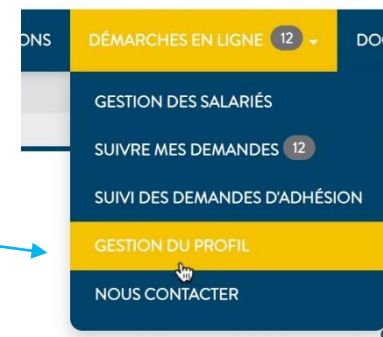 ONS DÉMARCHES EN LIGNE 12 DO
GESTION DES SALARIÉS
SUIVRE MES DEMANDES 12
SUIVI DES DEMANDES D'ADHÉSION
GESTION DU PROFIL
NOUS CONTACTER